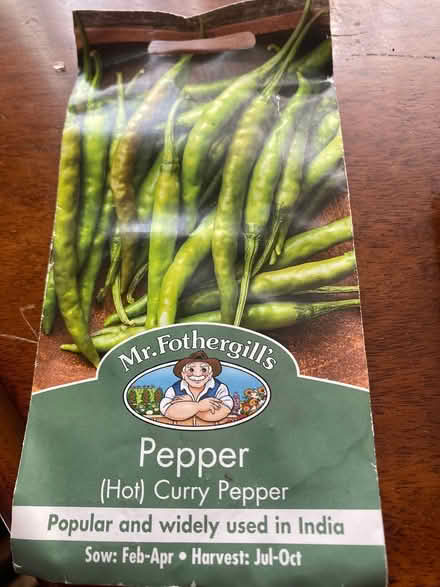 Mr. Fothergill's
Pepper
(Hot) Curry Pepper
Popular and widely used in India
Sow: Feb-Apr • Harvest: Jul-Oct